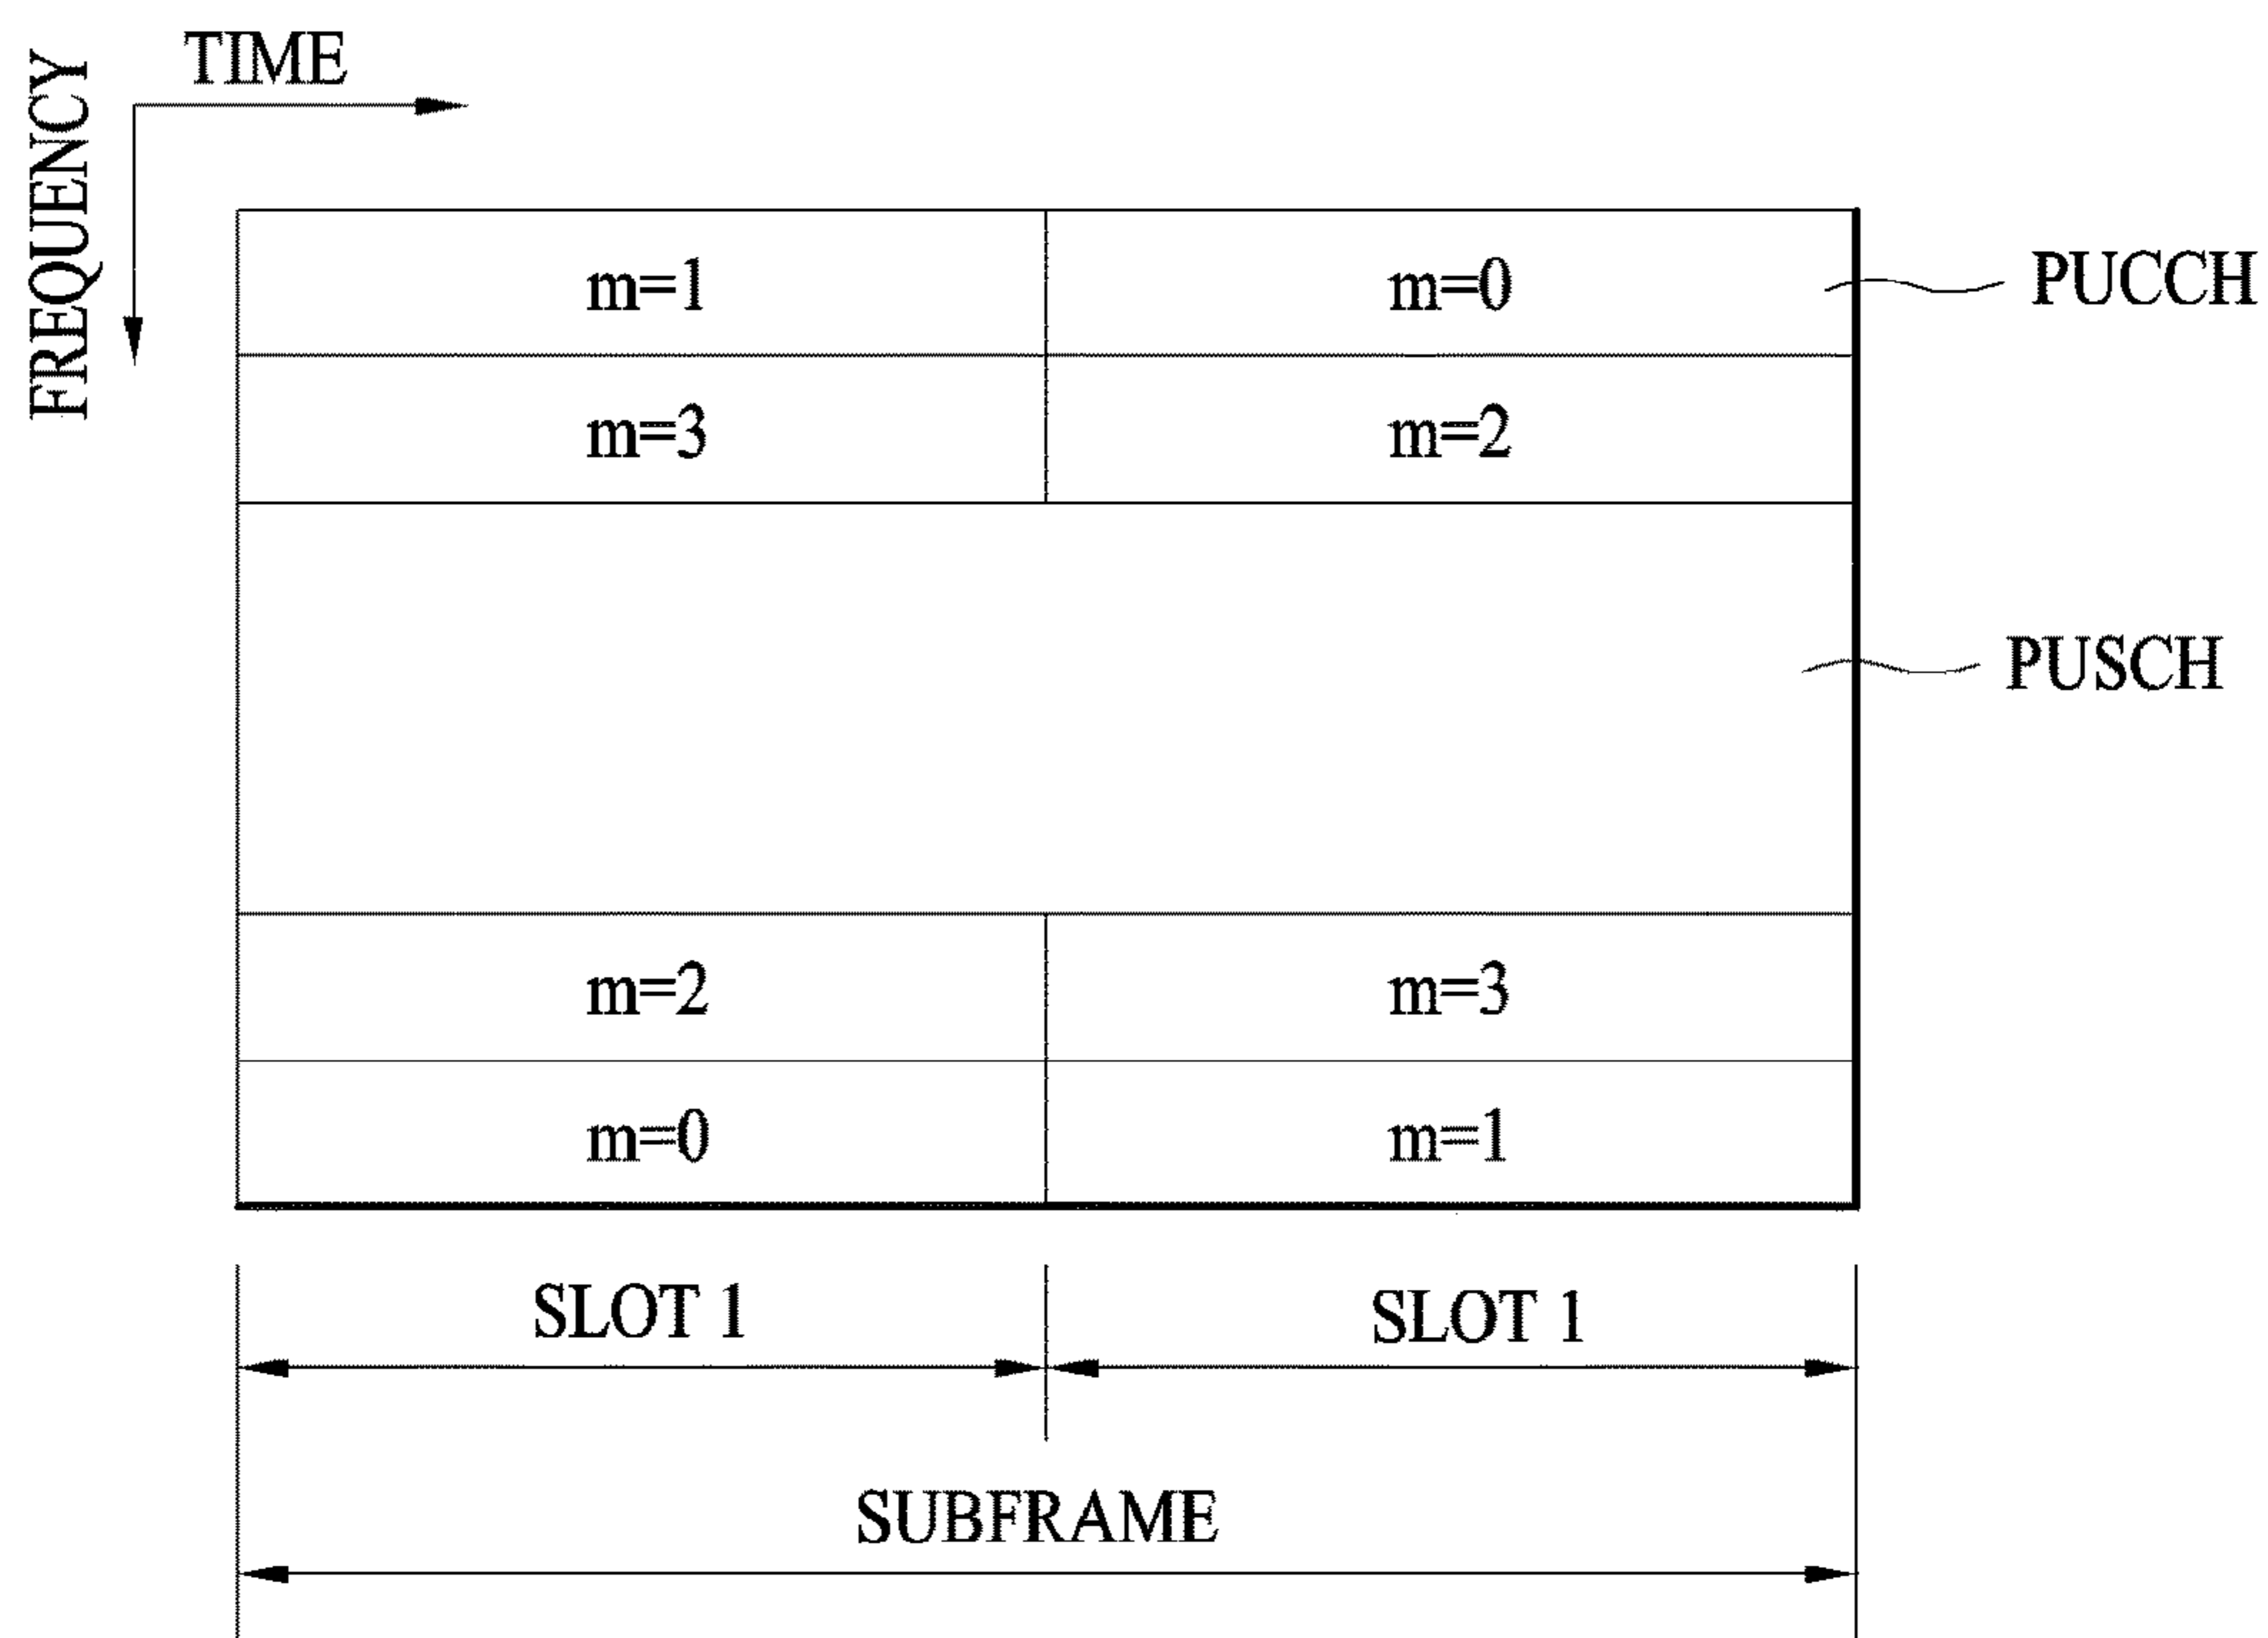 TIME
FREQUENCY
m=1
m=0
PUCCH
m=3
m=2
PUSCH
m=2
m=3
m=0
m=1
SLOT 1
SLOT 1
SUBFRAME